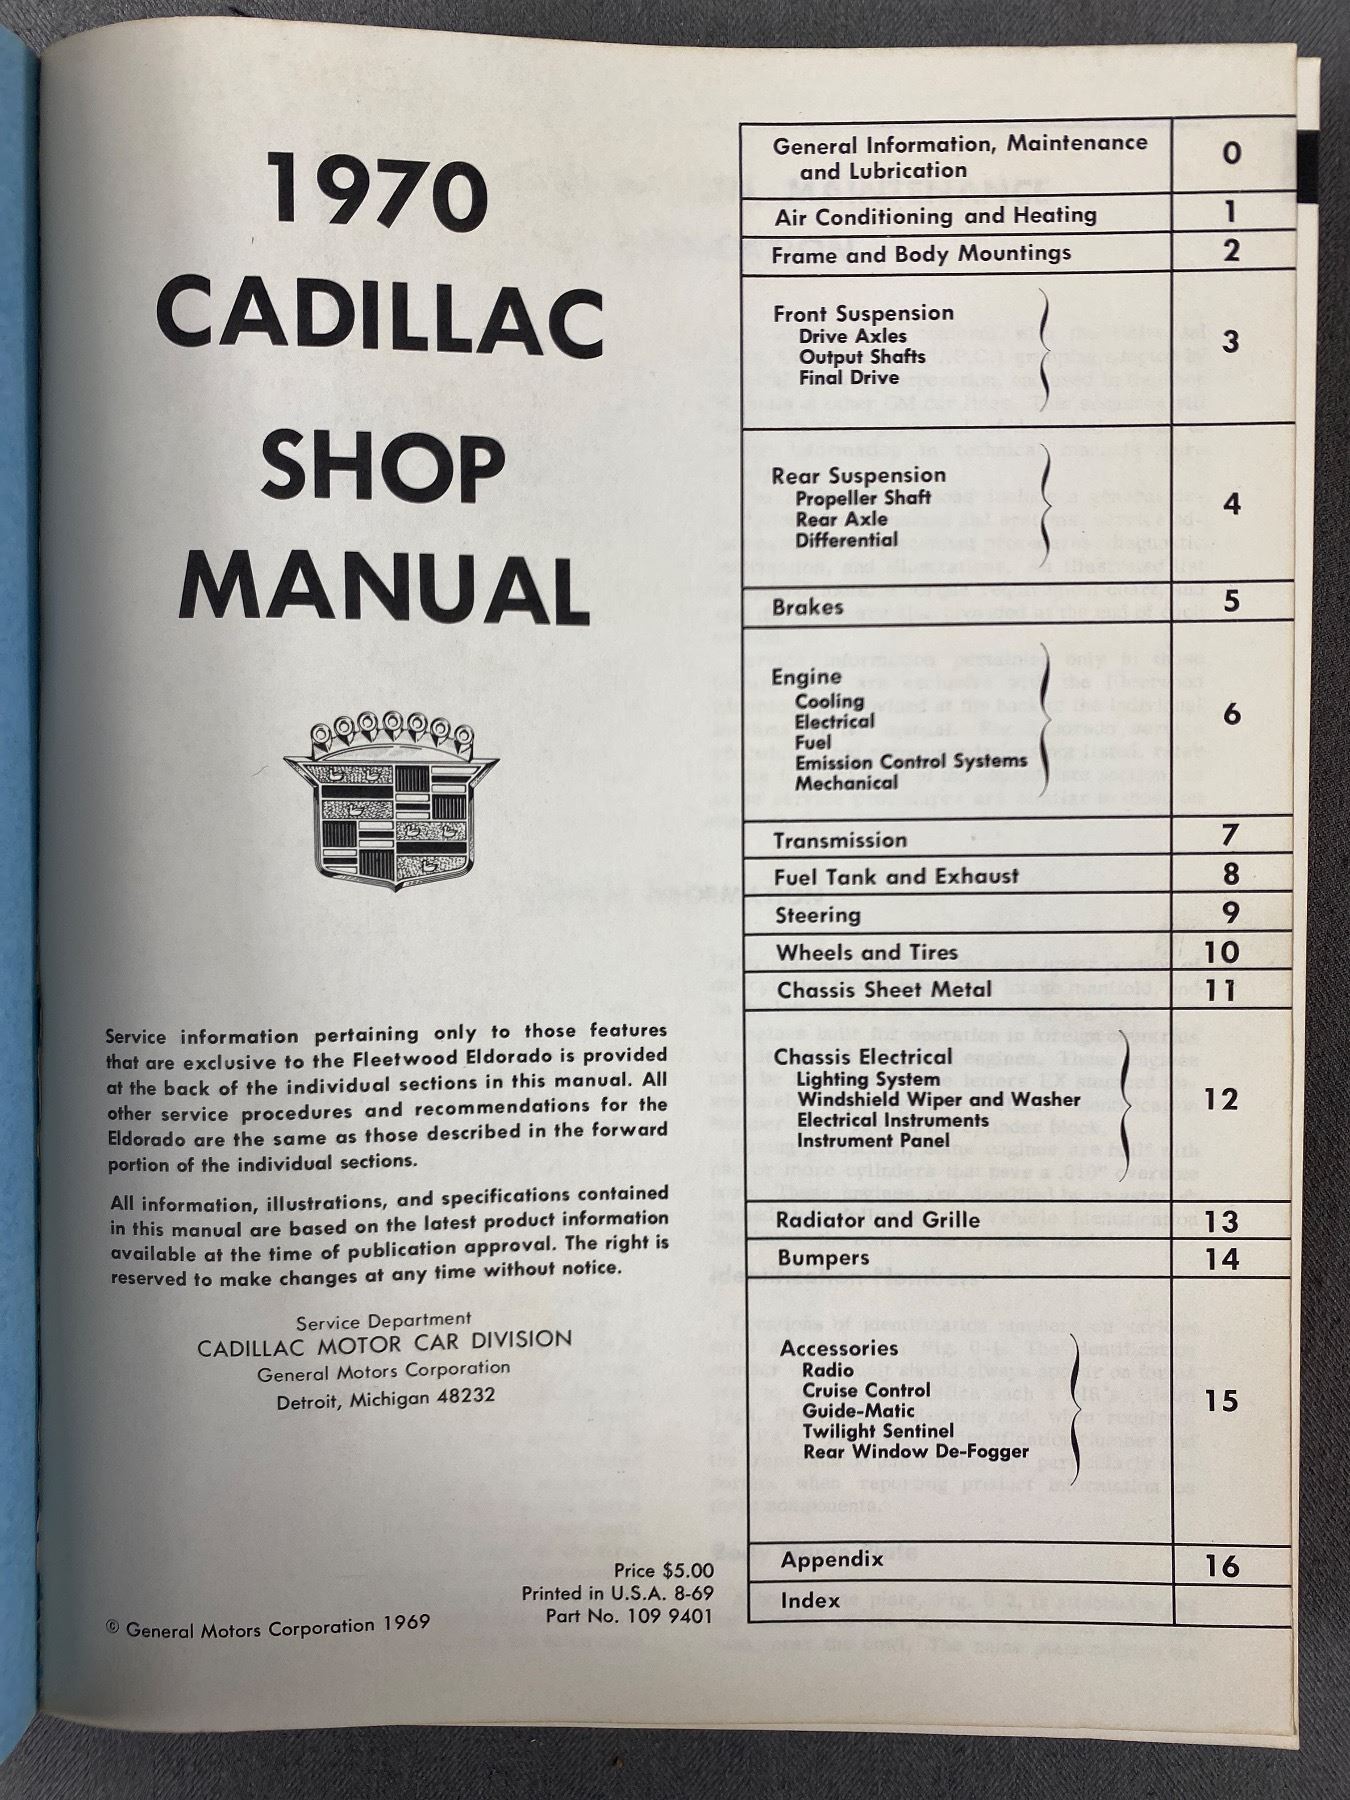 1970
CADILLAC
SHOP
MANUAL
Service information pertaining only to those features
that are exclusive to the Fleetwood Eldorado is provided
at the back of the individual sections in this manual. All
other service procedures and recommendations for the
Eldorado are the same as those described in the forward
portion of the individual sections.
All information, illustrations, and specifications contained
in this manual are based on the latest product information
available at the time of publication approval. The right is
reserved to make changes at any time without notice.
Service Department
CADILLAC MOTOR CAR DIVISION
General Motors Corporation
Detroit, Michigan 48232
Price $5.00
Printed in U.S.A. 8-69
Part No. 109 9401
© General Motors Corporation 1969
General Information, Maintenance
and Lubrication 0
Air Conditioning and Heating 1
Frame and Body Mountings 2
Front Suspension
Drive Axles
Output Shafts
Final Drive
3
Rear Suspension
Propeller Shaft
Rear Axle
Differential
4
Brakes 5
Engine
Cooling
Electrical
Fuel
Emission Control Systems
Mechanical
6
Transmission 7
Fuel Tank and Exhaust 8
Steering 9
Wheels and Tires 10
Chassis Sheet Metal 11
Chassis Electrical
Lighting System
Windshield Wiper and Washer
Electrical Instruments
Instrument Panel
12
Radiator and Grille 13
Bumpers 14
Accessories
Radio
Cruise Control
Guide-Matic
Twilight Sentinel
Rear Window De-Fogger
15
Appendix 16
Index